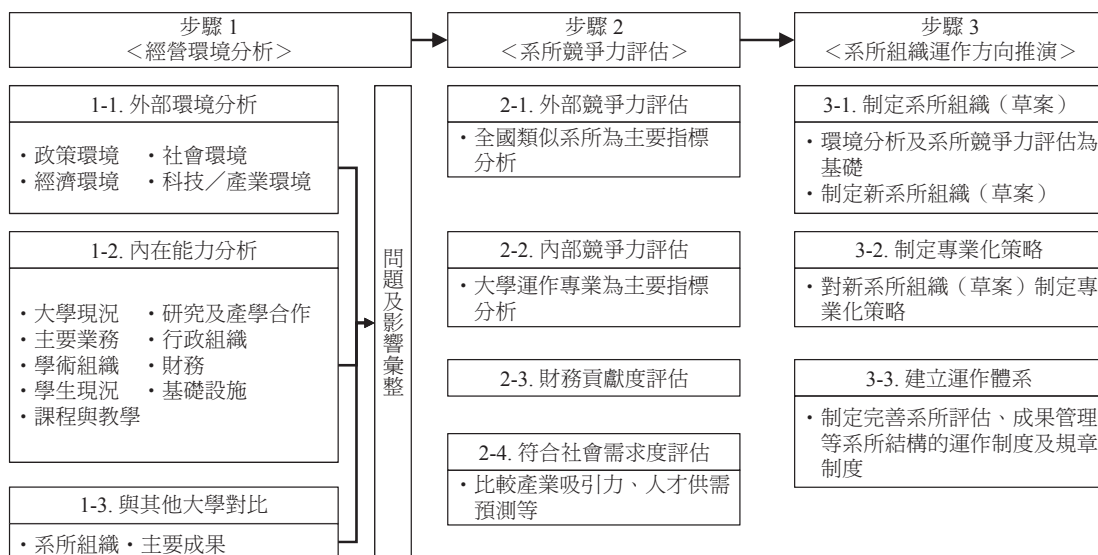 步驟 1
＜經營環境分析＞
步驟 2
＜系所競爭力評估＞
步驟 3
＜系所組織運作方向推演＞
1-1. 外部環境分析
・政策環境 ・社會環境
・經濟環境 ・科技／產業環境
1-2. 內在能力分析
・大學現況 ・研究及產學合作
・主要業務 ・行政組織
・學術組織 ・財務
・學生現況 ・基礎設施
・課程與教學
1-3. 與其他大學對比
・系所組織・主要成果
問題及影響彙整
2-1. 外部競爭力評估
・全國類似系所為主要指標
分析
2-2. 內部競爭力評估
・大學運作專業為主要指標
分析
2-3. 財務貢獻度評估
2-4. 符合社會需求度評估
・比較產業吸引力、人才供需
預測等
3-1. 制定系所組織（草案）
・環境分析及系所競爭力評估為
基礎
・制定新系所組織（草案）
3-2. 制定專業化策略
・對新系所組織（草案）制定專
業化策略
3-3. 建立運作體系
・制定完善系所評估、成果管理
等系所結構的運作制度及規章
制度